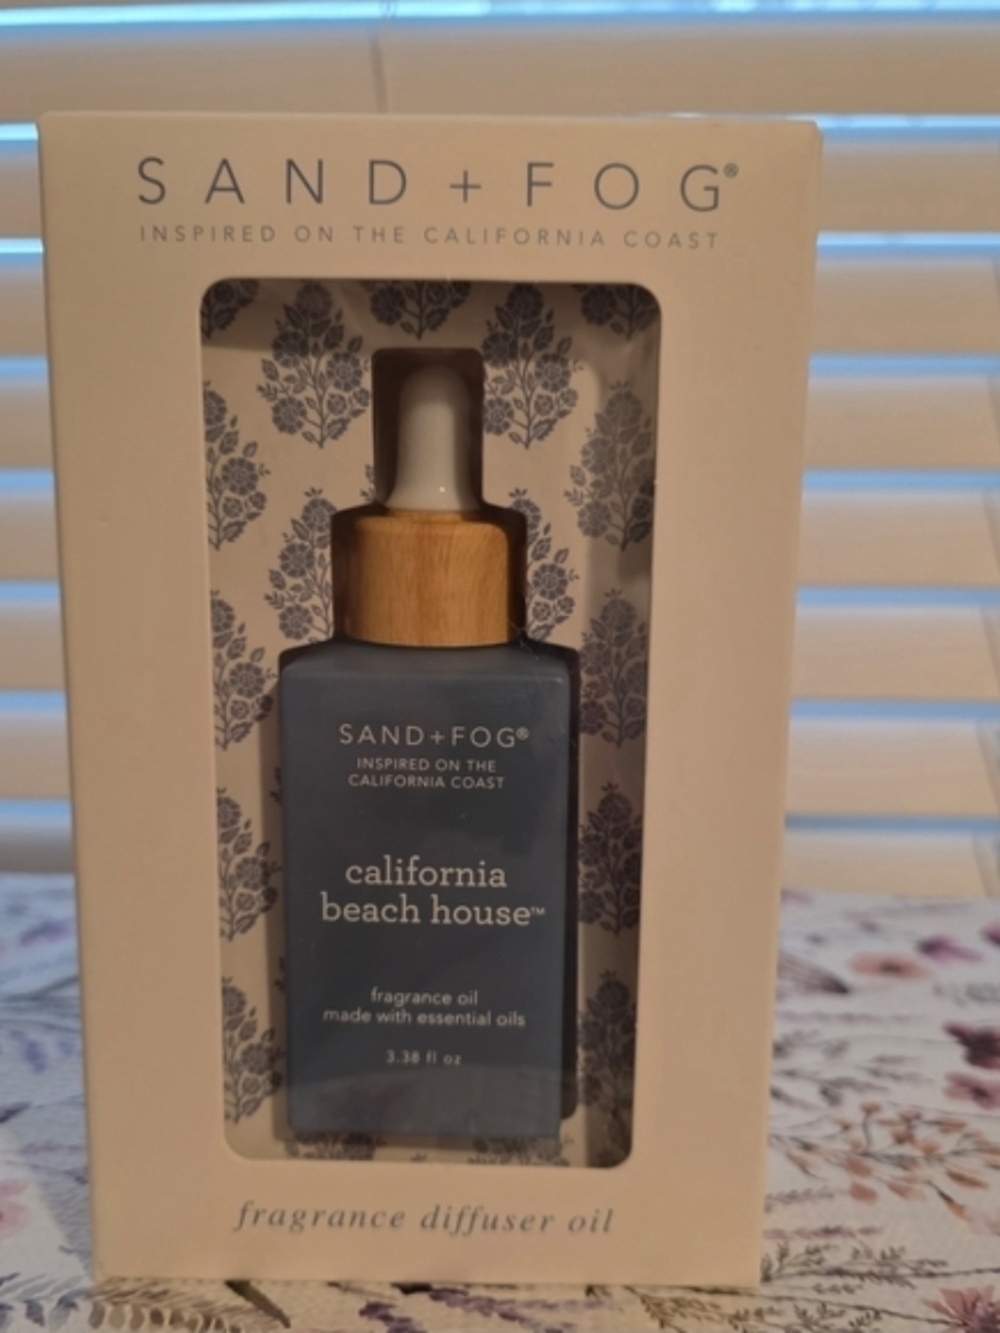 SAND + FOG®
INSPIRED ON THE CALIFORNIA COAST
SAND+FOG®
INSPIRED ON THE
CALIFORNIA COAST
california
beach house™
fragrance oil
made with essential oils
3.38 fl oz
fragrance diffuser oil